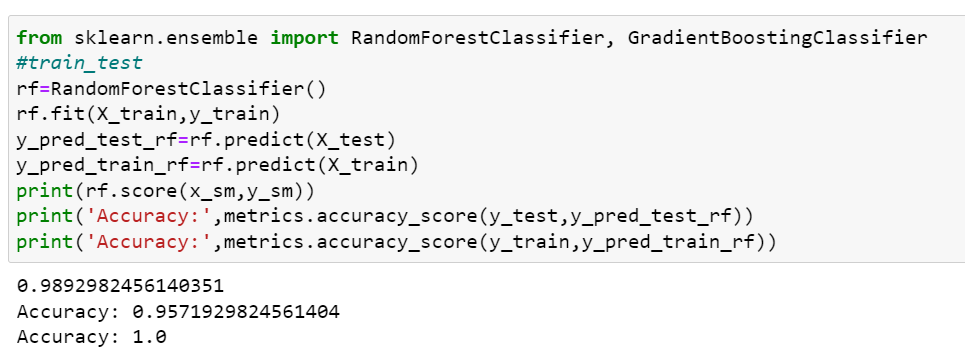 from sklearn.ensemble import RandomForestClassifier, GradientBoostingClassifier
#train_test
rf=RandomForestClassifier()
rf.fit(X_train,y_train)
y_pred_test_rf=rf.predict(X_test)
y_pred_train_rf=rf.predict(X_train)
print(rf.score(x_sm,y_sm))
print('Accuracy:',metrics.accuracy_score(y_test,y_pred_test_rf))
print('Accuracy:',metrics.accuracy_score(y_train,y_pred_train_rf))
0.9892982456140351
Accuracy: 0.9571929824561404
Accuracy: 1.0